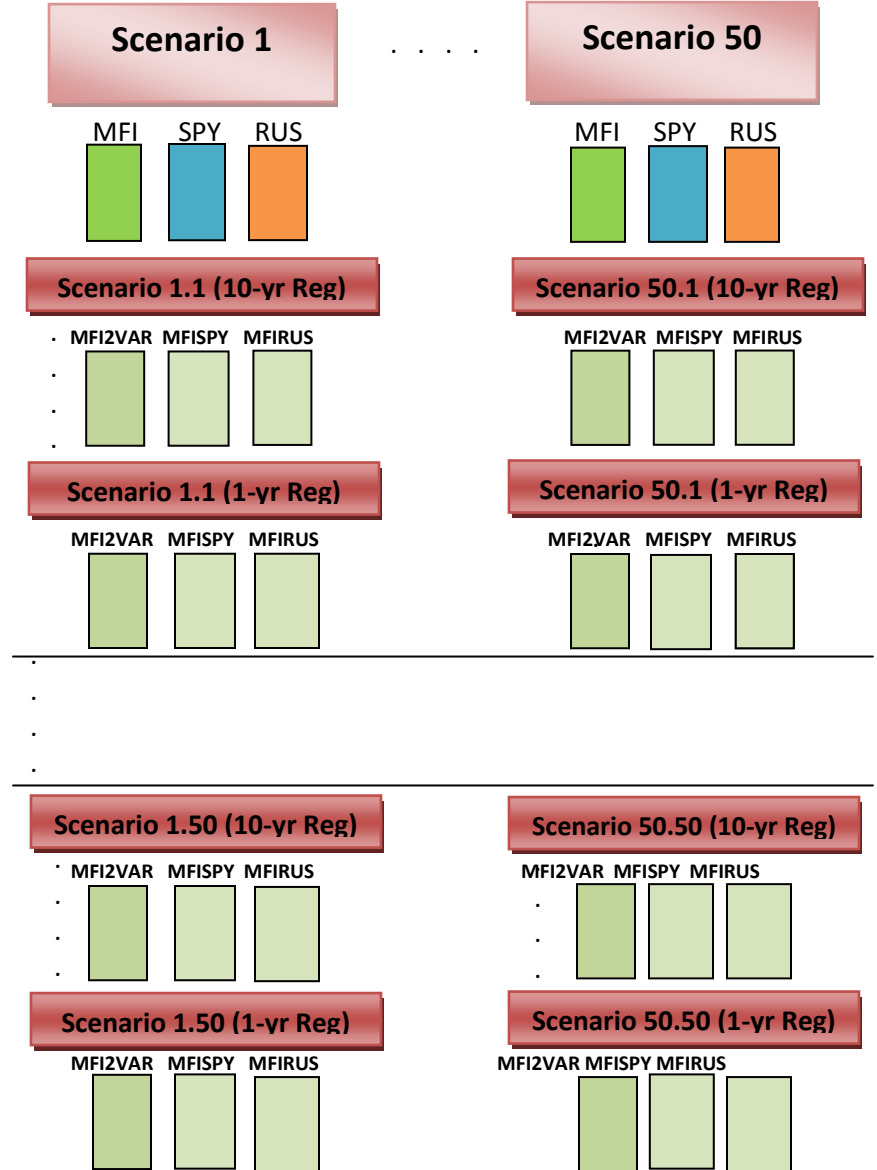 Scenario 1 . . . . Scenario 50
MFI SPY RUS MFI SPY RUS
Scenario 1.1 (10-yr Reg) Scenario 50.1 (10-yr Reg)
. MFI2VAR MFISPY MFIRUS MFI2VAR MFISPY MFIRUS
.
.
.
Scenario 1.1 (1-yr Reg) Scenario 50.1 (1-yr Reg)
MFI2VAR MFISPY MFIRUS MFI2VAR MFISPY MFIRUS
.
.
.
.
Scenario 1.50 (10-yr Reg) Scenario 50.50 (10-yr Reg)
. MFI2VAR MFISPY MFIRUS MFI2VAR MFISPY MFIRUS
. .
. .
. .
Scenario 1.50 (1-yr Reg) Scenario 50.50 (1-yr Reg)
MFI2VAR MFISPY MFIRUS MFI2VAR MFISPY MFIRUS